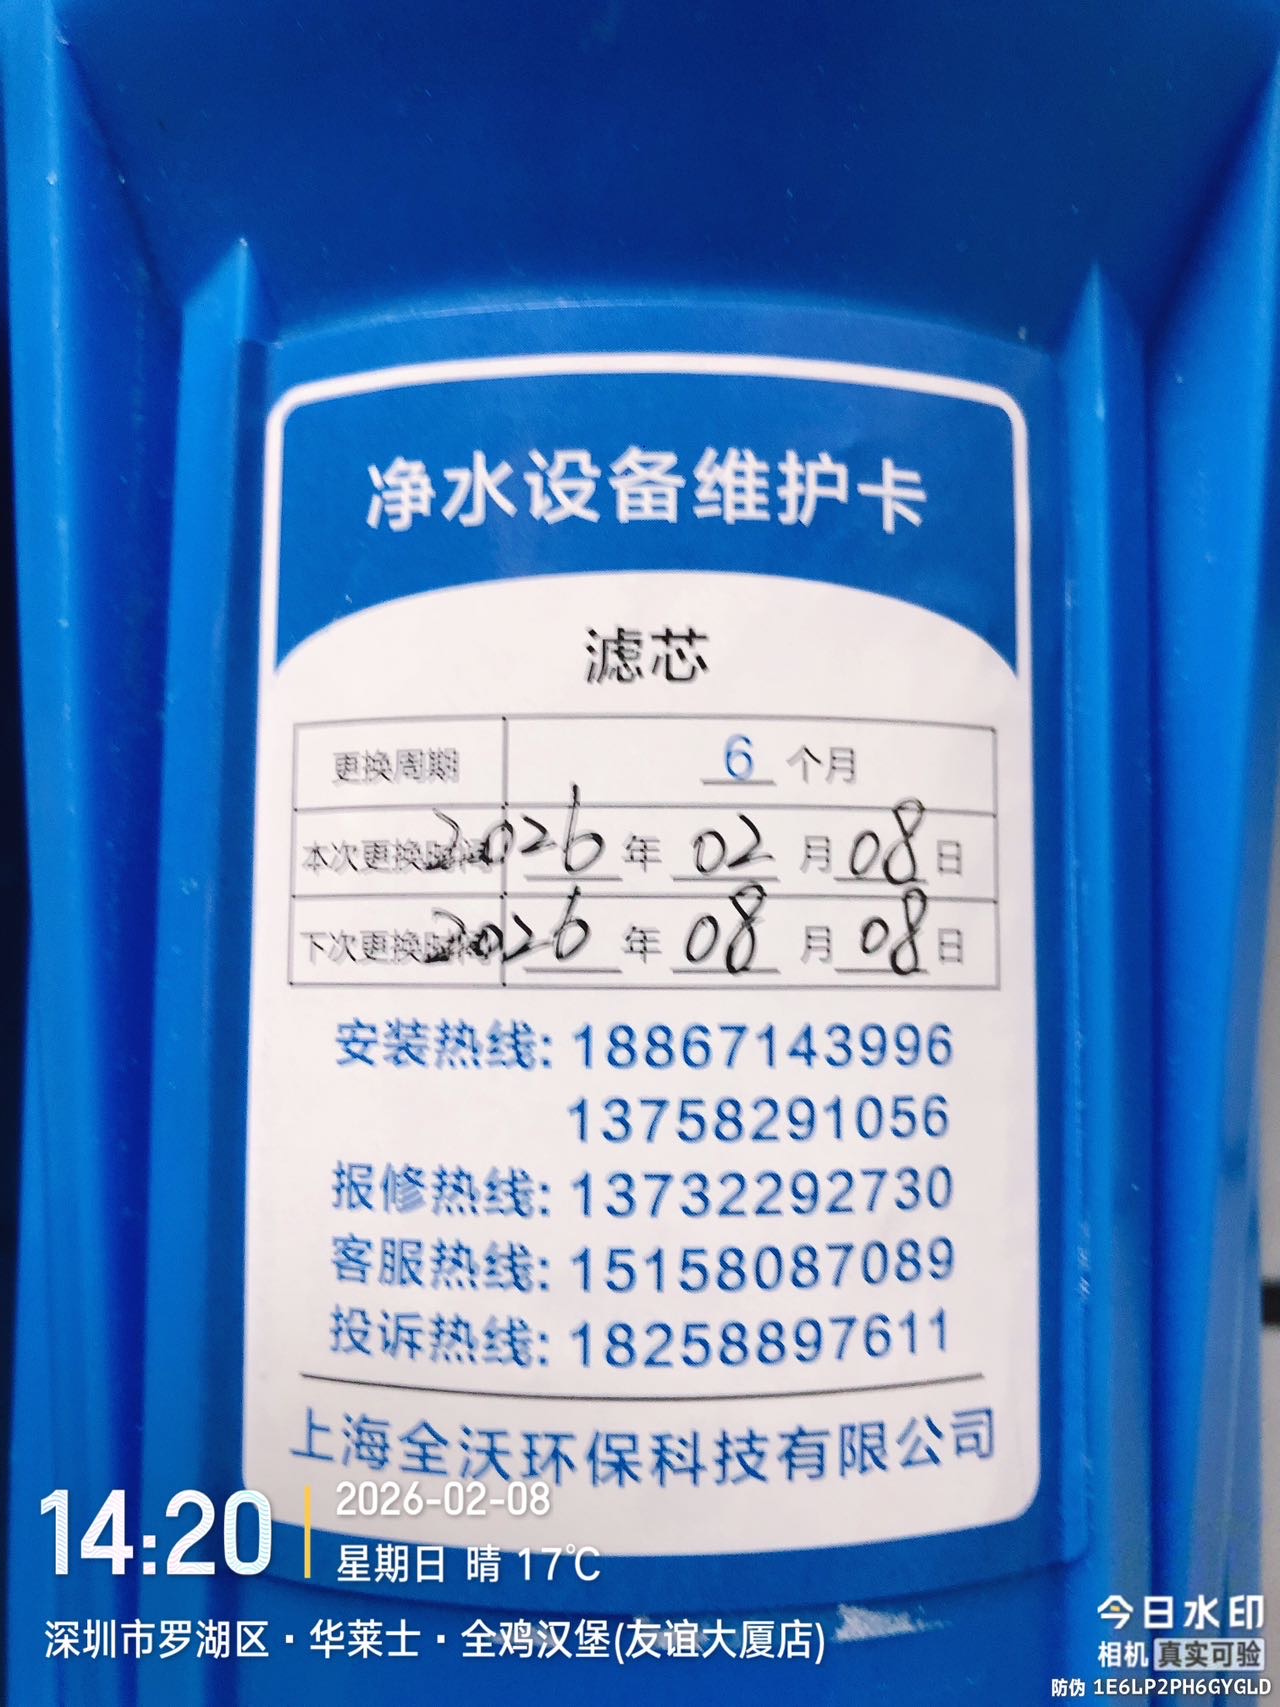 净水设备维护卡
滤芯
更换周期 6 个月
本次更换时间 2026 年 02 月 08 日
下次更换时间 2026 年 08 月 08 日
安装热线: 18867143996
13758291056
报修热线: 13732292730
客服热线: 15158087089
投诉热线: 18258897611
上海全沃环保科技有限公司
14:20
2026-02-08
星期日 晴 17℃
深圳市罗湖区·华莱士·全鸡汉堡(友谊大厦店)
今日水印
相机 真实可验
防伪 1E6LP2PH6GYGLD